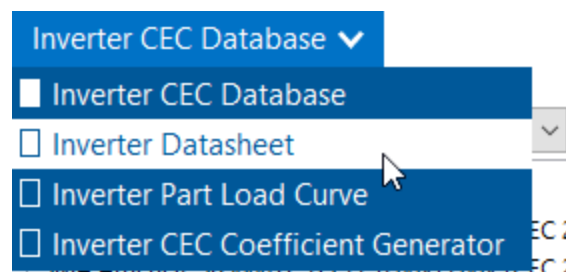 Inverter CEC Database
Inverter CEC Database
Inverter Datasheet
Inverter Part Load Curve
Inverter CEC Coefficient Generator